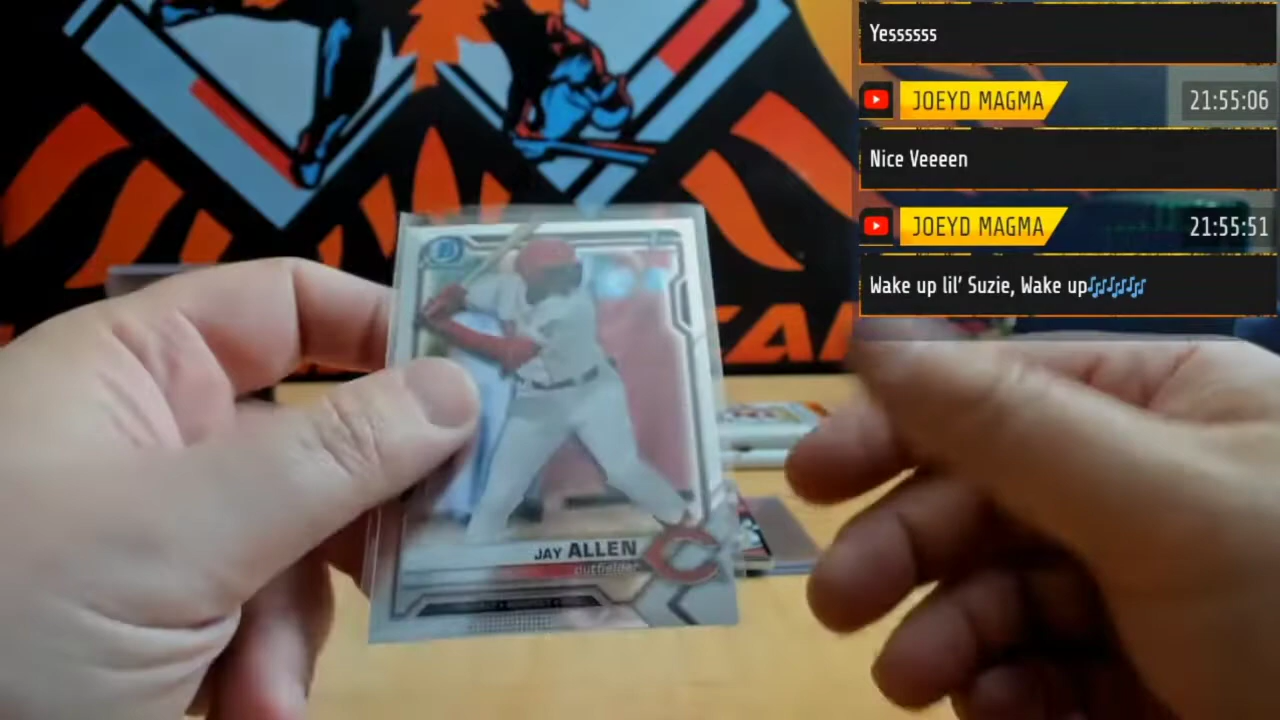 Yessssss
JOEYD MAGMA
21:55:06
Nice Veeeen
JOEYD MAGMA
21:55:51
Wake up lil' Suzie, Wake up🎶🎶🎶
B
JAY ALLEN
outfielder
C